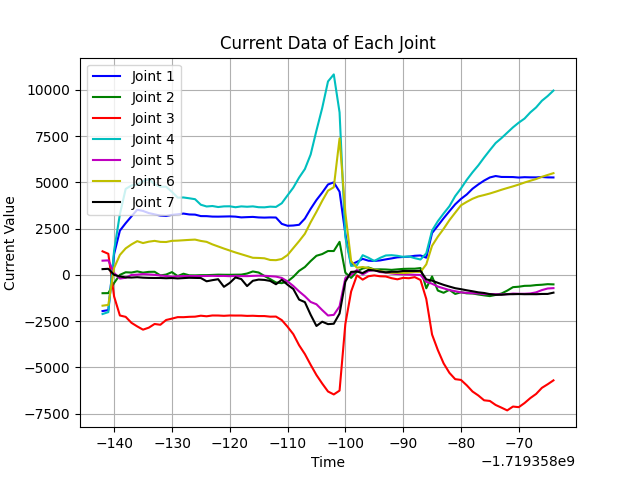 Current Data of Each Joint
Joint 1
Joint 2
Joint 3
Joint 4
Joint 5
Joint 6
Joint 7
10000
7500
5000
2500
0
−2500
−5000
−7500
Current Value
−140 −130 −120 −110 −100 −90 −80 −70
Time
−1.719358e9